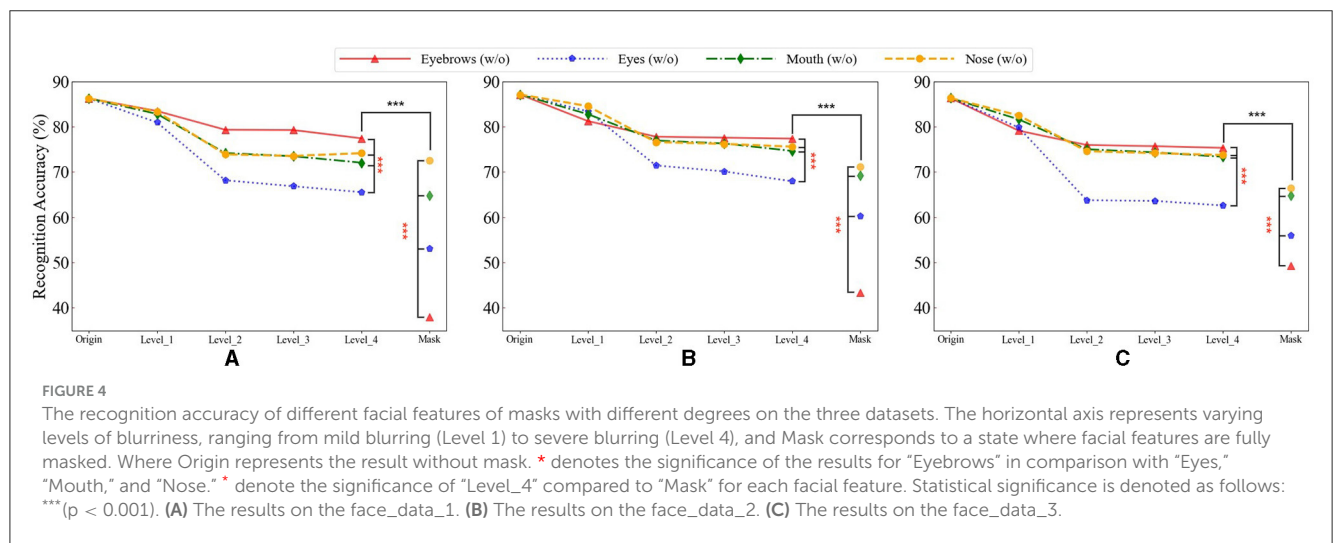 Eyebrows (w/o) Eyes (w/o) Mouth (w/o) Nose (w/o)
Recognition Accuracy (%)
90
80
70
60
50
40
Origin Level_1 Level_2 Level_3 Level_4 Mask
***
***
***
A
90
80
70
60
50
40
Origin Level_1 Level_2 Level_3 Level_4 Mask
***
***
***
B
90
80
70
60
50
40
Origin Level_1 Level_2 Level_3 Level_4 Mask
***
***
***
C
FIGURE 4
The recognition accuracy of different facial features of masks with different degrees on the three datasets. The horizontal axis represents varying
levels of blurriness, ranging from mild blurring (Level 1) to severe blurring (Level 4), and Mask corresponds to a state where facial features are fully
masked. Where Origin represents the result without mask. * denotes the significance of the results for “Eyebrows” in comparison with “Eyes,”
“Mouth,” and “Nose.” * denote the significance of “Level_4” compared to “Mask” for each facial feature. Statistical significance is denoted as follows:
***(p < 0.001). (A) The results on the face_data_1. (B) The results on the face_data_2. (C) The results on the face_data_3.